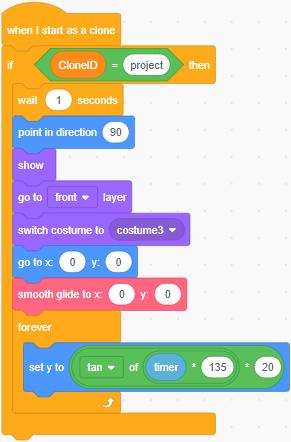 when I start as a clone
if CloneID = project then
wait 1 seconds
point in direction 90
show
go to front layer
switch costume to costume3
go to x: 0 y: 0
smooth glide to x: 0 y: 0
forever
set y to tan of timer * 135 * 20